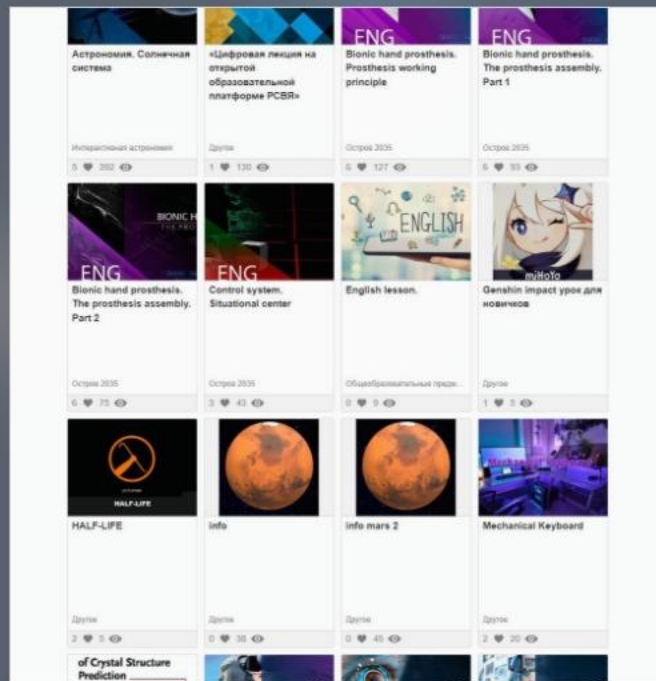 ENG
ENG
Астрономия. Солнечная
система
«Цифровая лекция на
открытой
образовательной
платформе РСВЯ»
Bionic hand prosthesis.
Prosthesis working
principle
Bionic hand prosthesis.
The prosthesis assembly.
Part 1
Интерактивная астрономия
Другое
Остров 2035
Остров 2035
5 282
1 130
6 127
6 93
BIONIC H
THE PRO
ENG
ENG
ENGLISH
miHoYo
Bionic hand prosthesis.
The prosthesis assembly.
Part 2
Control system.
Situational center
English lesson.
Genshin impact урок для
новичков
Остров 2035
Остров 2035
Общеобразовательные предм...
Другое
6 75
3 43
0 9
1 5
HALF-LIFE
HALF-LIFE
info
info mars 2
Mechanical Keyboard
Другое
Другое
Другое
Другое
2 5
0 38
0 45
2 20
of Crystal Structure
Prediction